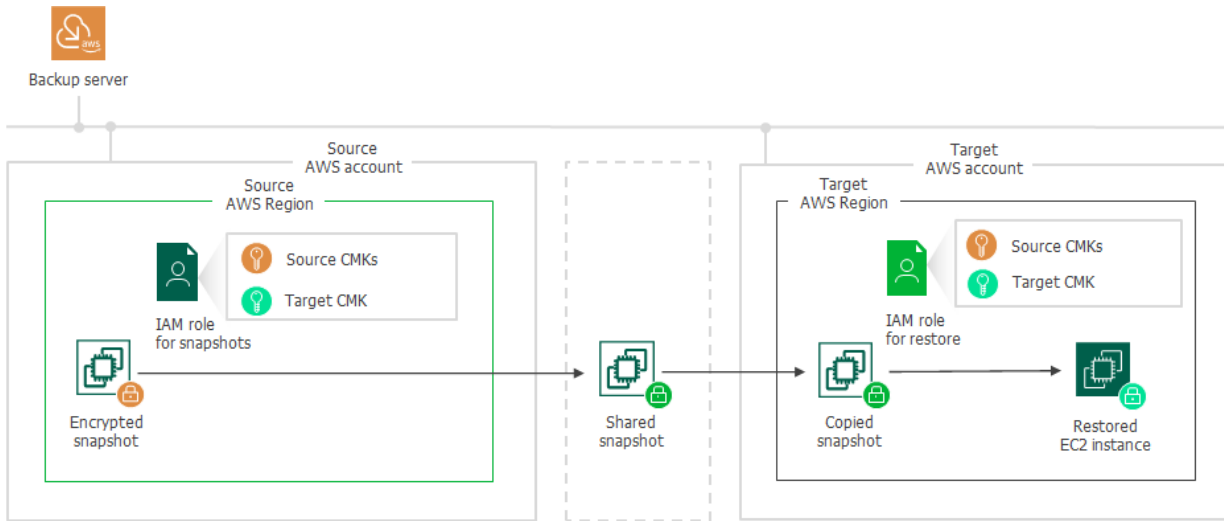 aws
Backup server
Source
AWS account
Source
AWS Region
Source CMKs
Target CMK
IAM role
for snapshots
Encrypted
snapshot
Shared
snapshot
Target
AWS account
Target
AWS Region
Source CMKs
Target CMK
IAM role
for restore
Copied
snapshot
Restored
EC2 instance